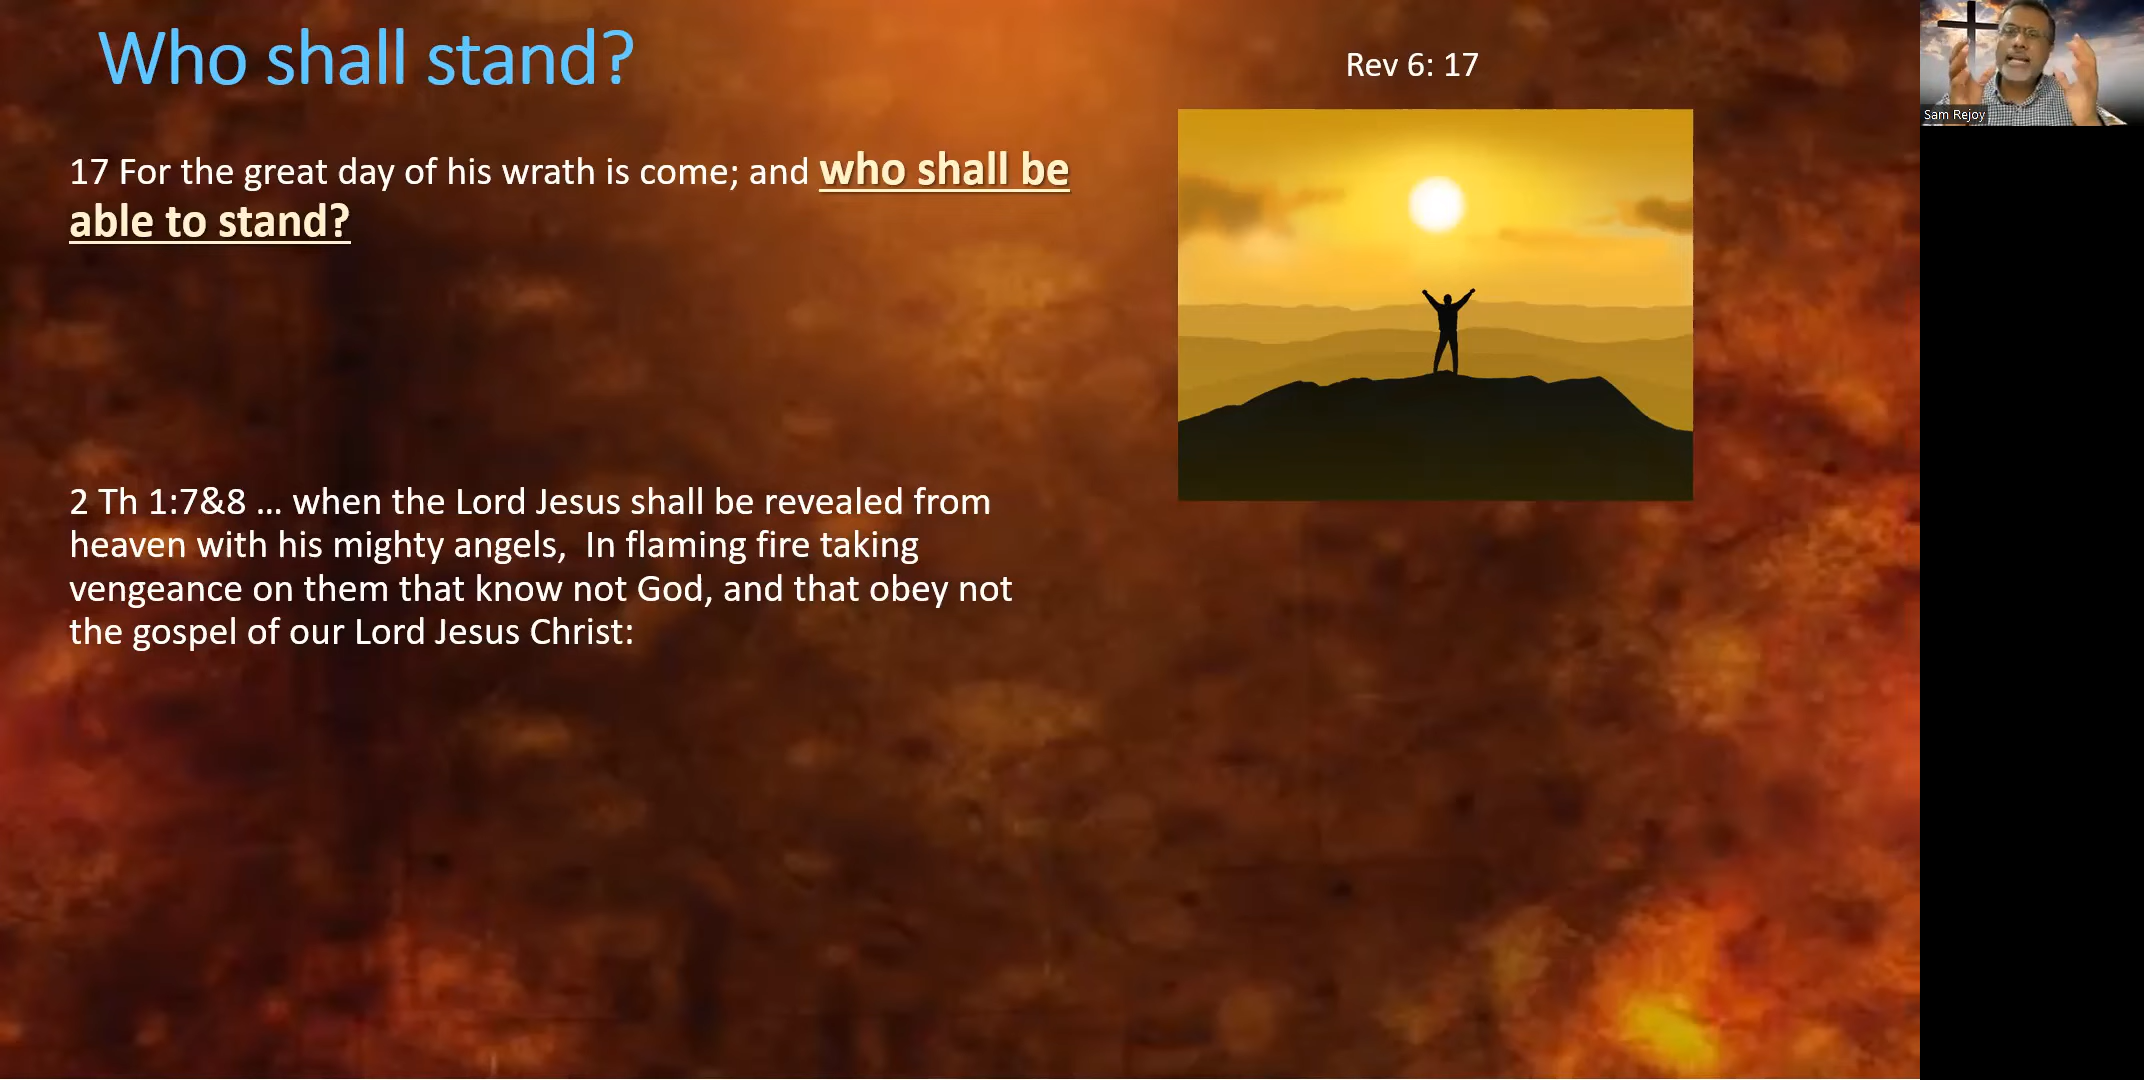 Who shall stand?
Rev 6: 17
17 For the great day of his wrath is come; and who shall be
able to stand?
2 Th 1:7&8 ... when the Lord Jesus shall be revealed from
heaven with his mighty angels,  In flaming fire taking
vengeance on them that know not God, and that obey not
the gospel of our Lord Jesus Christ:
Sam Rejoy